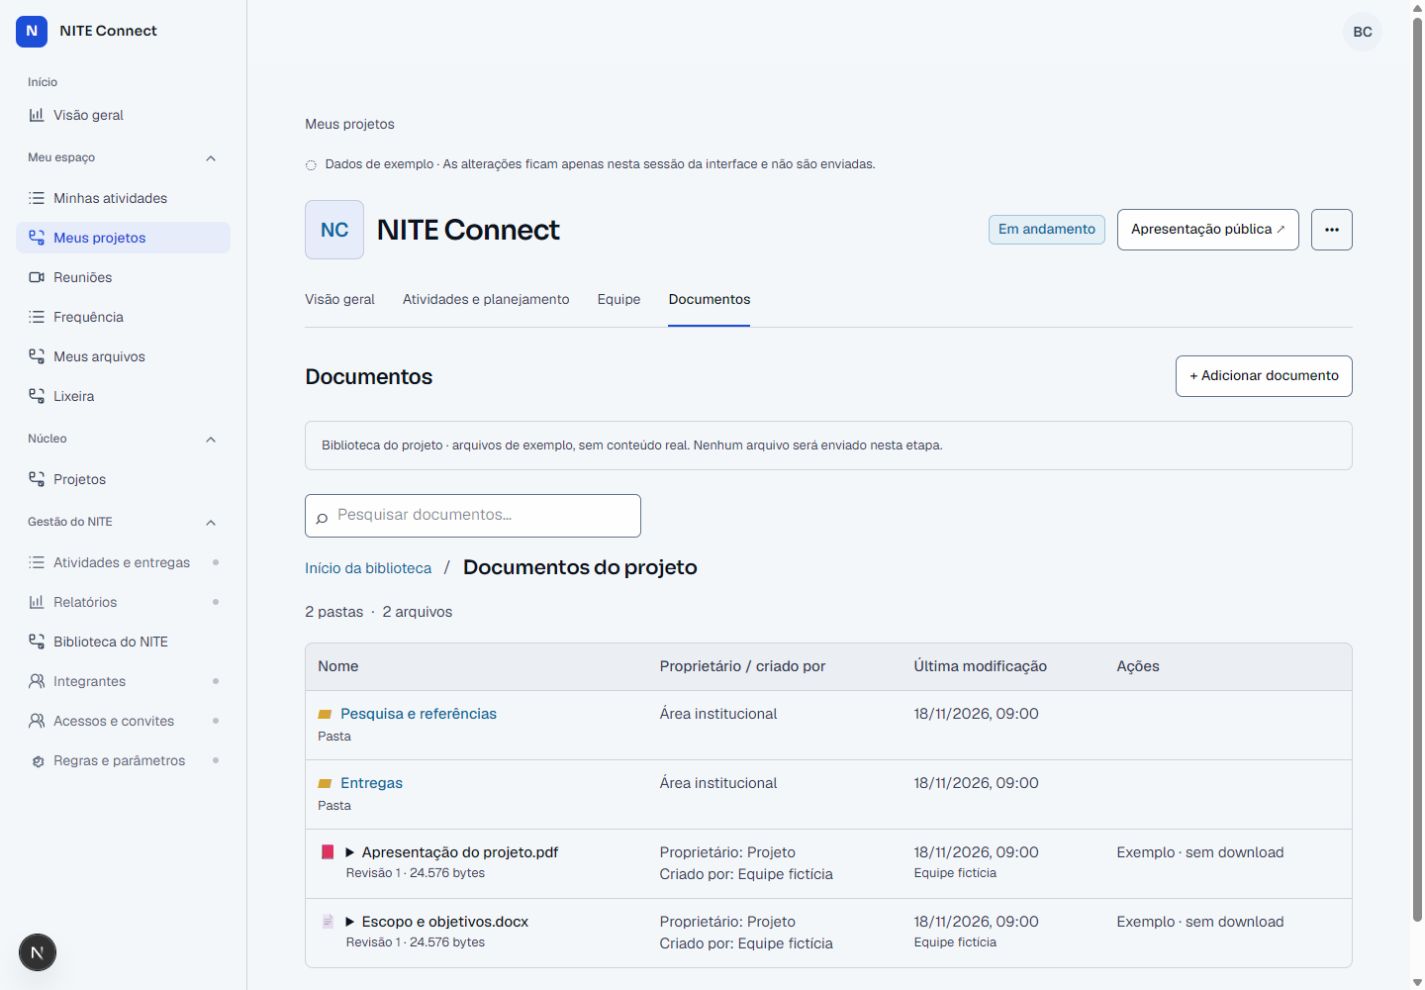 N NITE Connect
BC
Início
Visão geral
Meu espaço
Minhas atividades
Meus projetos
Reuniões
Frequência
Meus arquivos
Lixeira
Núcleo
Projetos
Gestão do NITE
Atividades e entregas
Relatórios
Biblioteca do NITE
Integrantes
Acessos e convites
Regras e parâmetros
N
Meus projetos
Dados de exemplo · As alterações ficam apenas nesta sessão da interface e não são enviadas.
NC NITE Connect
Em andamento
Apresentação pública ↗
•••
Visão geral Atividades e planejamento Equipe Documentos
Documentos
+ Adicionar documento
Biblioteca do projeto · arquivos de exemplo, sem conteúdo real. Nenhum arquivo será enviado nesta etapa.
Pesquisar documentos...
Início da biblioteca / Documentos do projeto
2 pastas · 2 arquivos
Nome Proprietário / criado por Última modificação Ações
Pesquisa e referências Área institucional 18/11/2026, 09:00
Pasta
Entregas Área institucional 18/11/2026, 09:00
Pasta
▶ Apresentação do projeto.pdf Proprietário: Projeto 18/11/2026, 09:00 Exemplo · sem download
Revisão 1 · 24.576 bytes Criado por: Equipe fictícia Equipe fictícia
▶ Escopo e objetivos.docx Proprietário: Projeto 18/11/2026, 09:00 Exemplo · sem download
Revisão 1 · 24.576 bytes Criado por: Equipe fictícia Equipe fictícia